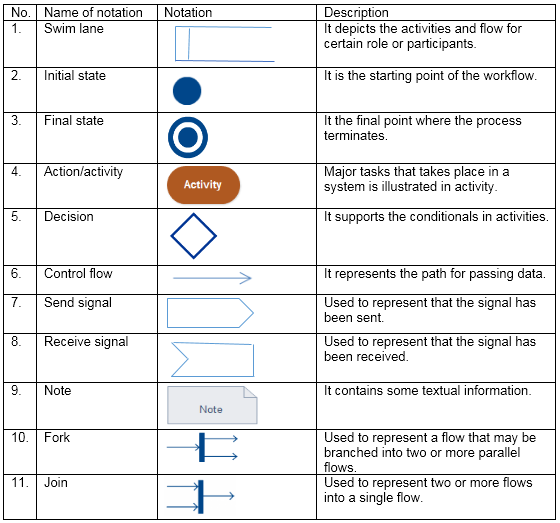 No. Name of notation Notation Description
1. Swim lane It depicts the activities and flow for
certain role or participants.
2. Initial state It is the starting point of the workflow.
3. Final state It the final point where the process
terminates.
4. Action/activity Activity Major tasks that takes place in a
system is illustrated in activity.
5. Decision It supports the conditionals in activities.
6. Control flow It represents the path for passing data.
7. Send signal Used to represent that the signal has
been sent.
8. Receive signal Used to represent that the signal has
been received.
9. Note It contains some textual information.
Note
10. Fork Used to represent a flow that may be
branched into two or more parallel
flows.
11. Join Used to represent two or more flows
into a single flow.